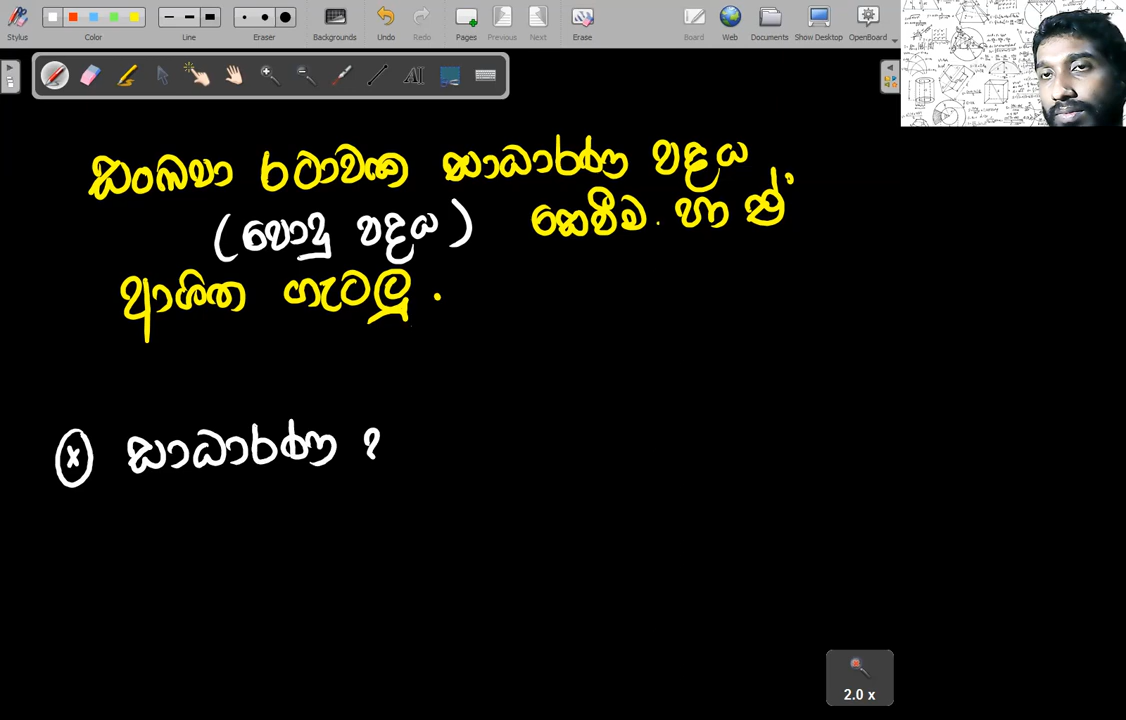 Stylus Color Line Eraser Backgrounds Undo Redo Pages Previous Next Erase Board Web Documents Show Desktop OpenBoard
සංඛ්‍යා රටාවක සාධාරණ පදය
(පොදු පදය) සෙවීම. හා ඒ
ආශිත ගැටලු .
x සාධාරණ ?
2.0 x